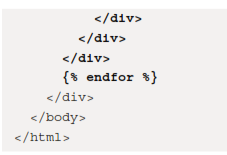 </div>
</div>
</div>
{% endfor %}
</div>
</body>
</html>